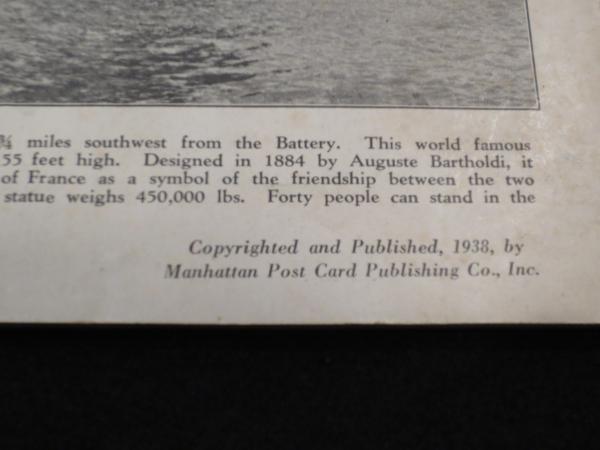 ¾ miles southwest from the Battery. This world famous
55 feet high. Designed in 1884 by Auguste Bartholdi, it
of France as a symbol of the friendship between the two
statue weighs 450,000 lbs. Forty people can stand in the
Copyrighted and Published, 1938, by
Manhattan Post Card Publishing Co., Inc.